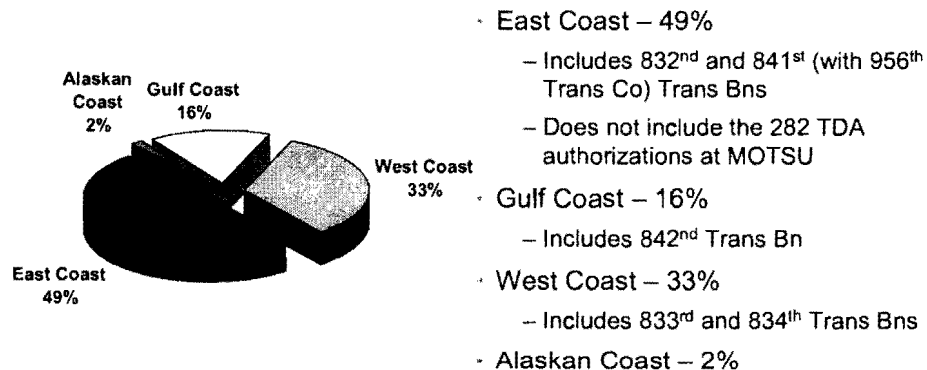 Alaskan
Coast
2%
Gulf Coast
16%
West Coast
33%
East Coast
49%
· East Coast – 49%
– Includes 832nd and 841st (with 956th
Trans Co) Trans Bns
– Does not include the 282 TDA
authorizations at MOTSU
· Gulf Coast – 16%
– Includes 842nd Trans Bn
· West Coast – 33%
– Includes 833rd and 834th Trans Bns
· Alaskan Coast – 2%